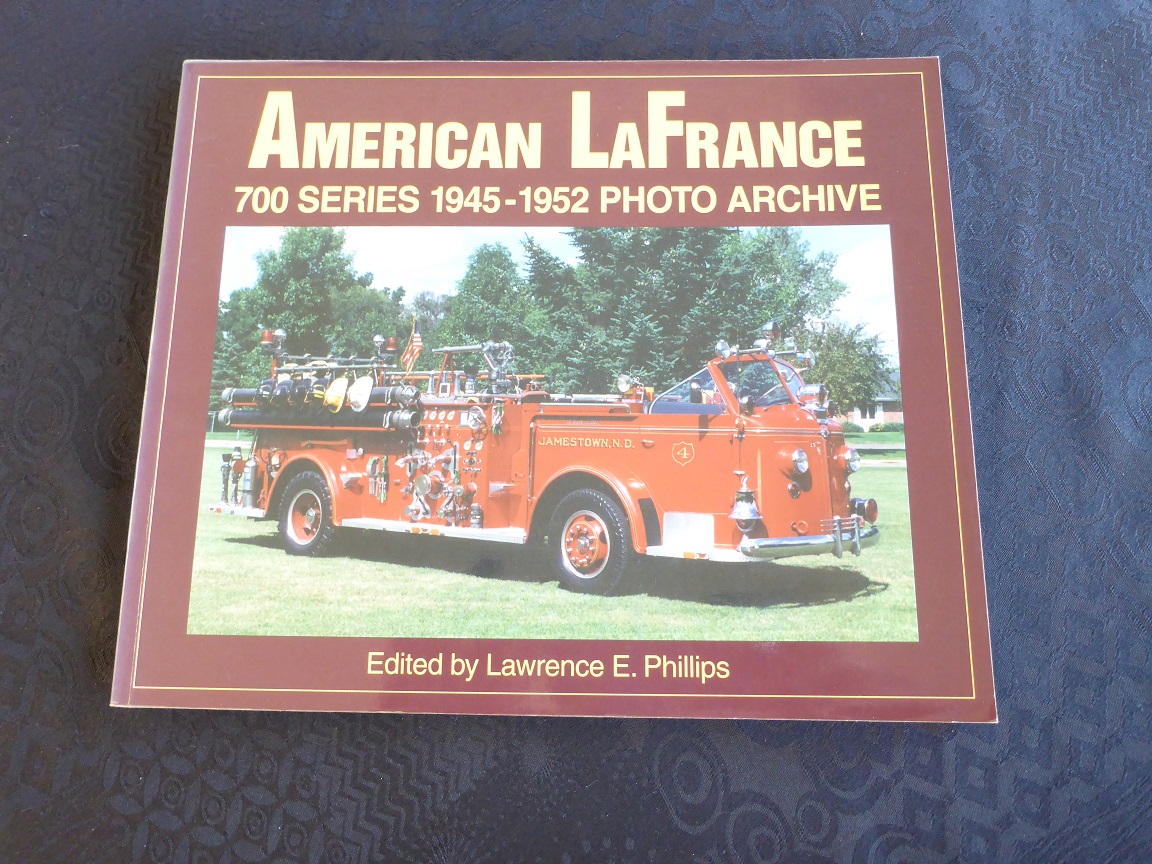 AMERICAN LAFRANCE
700 SERIES 1945-1952 PHOTO ARCHIVE
JAMESTOWN, N.D.
4
Edited by Lawrence E. Phillips